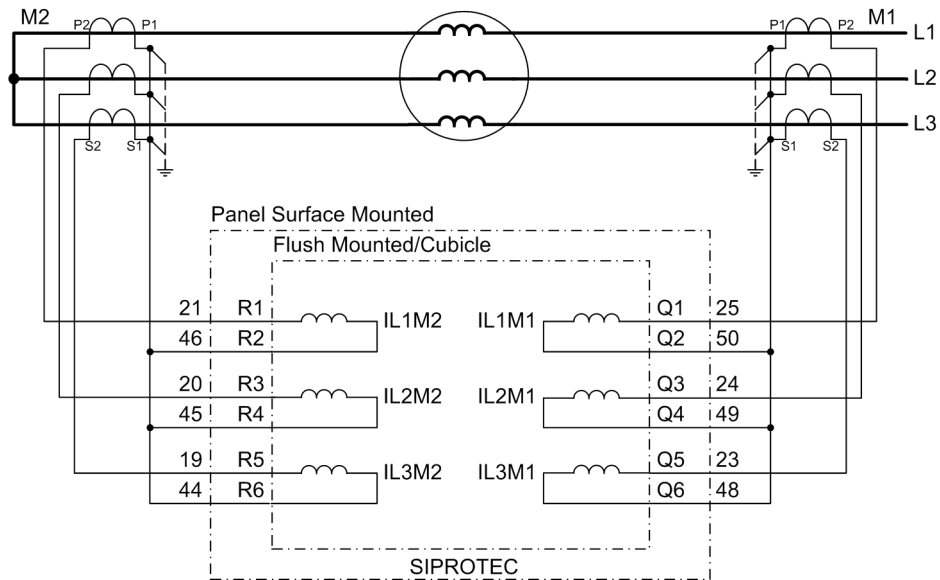 M2 P2 P1 P1 P2 M1
L1
L2
L3
S2 S1 S1 S2
Panel Surface Mounted
Flush Mounted/Cubicle
21 R1 IL1M2 IL1M1 Q1 25
46 R2 Q2 50
20 R3 IL2M2 IL2M1 Q3 24
45 R4 Q4 49
19 R5 IL3M2 IL3M1 Q5 23
44 R6 Q6 48
SIPROTEC